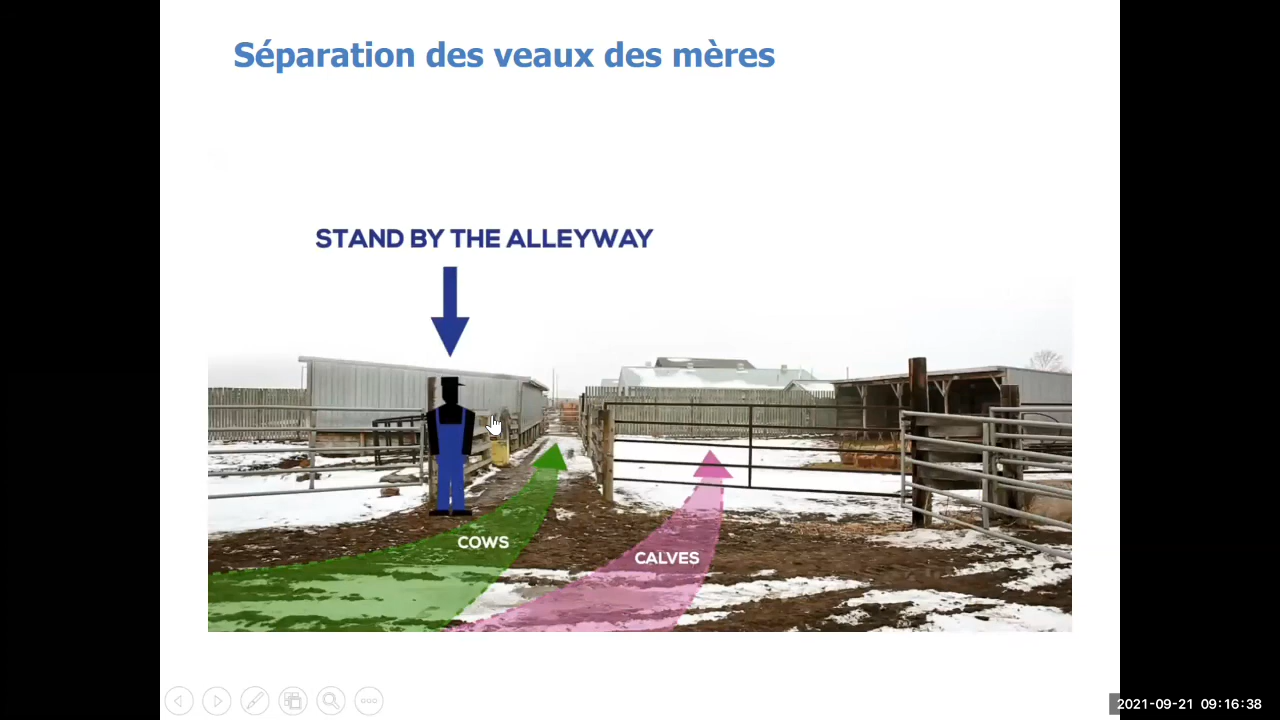 Séparation des veaux des mères
STAND BY THE ALLEYWAY
COWS
CALVES
2021-09-21 09:16:38